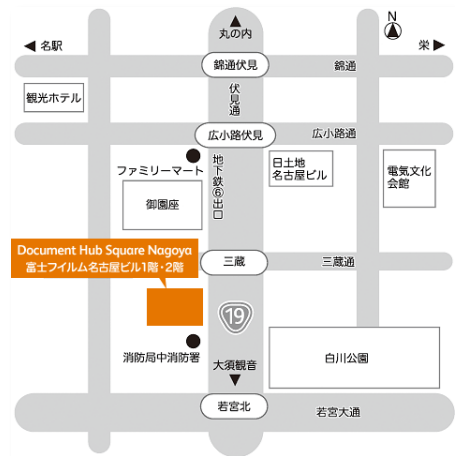 N
丸の内
名駅
栄
錦通伏見
錦通
観光ホテル
伏見通
広小路伏見
広小路通
ファミリーマート
地下鉄⑥出口
日土地
名古屋ビル
電気文化
会館
御園座
Document Hub Square Nagoya
富士フイルム名古屋ビル1階・2階
三蔵
三蔵通
19
消防局中消防署
大須観音
白川公園
若宮北
若宮大通